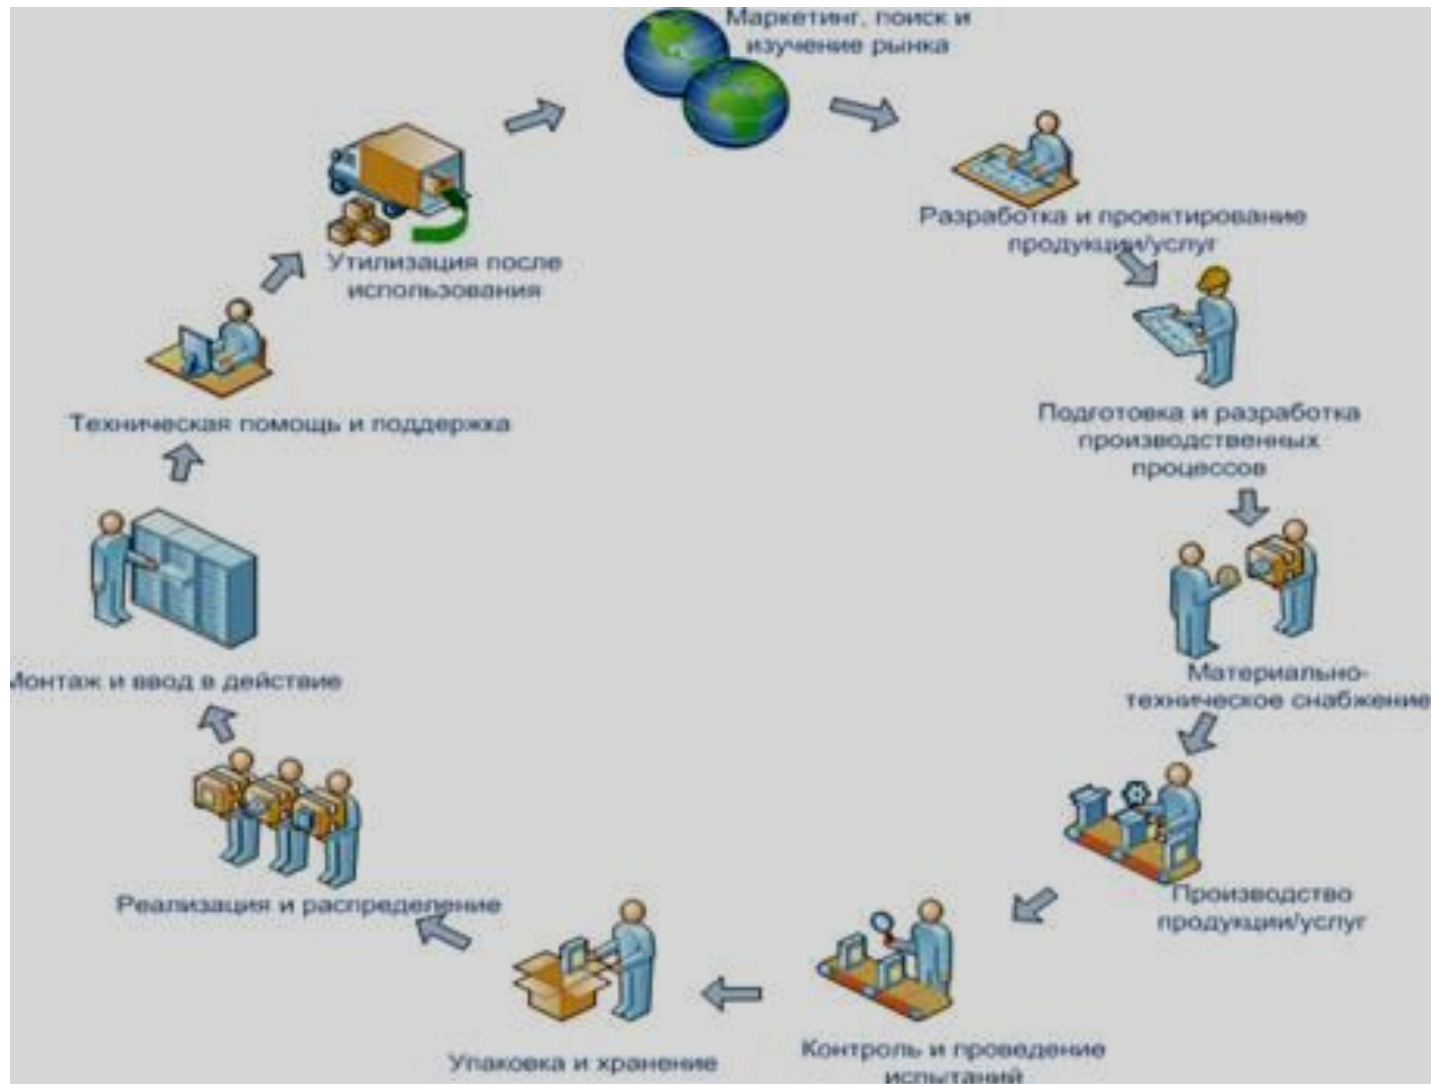 Маркетинг, поиск и
изучение рынка
Разработка и проектирование
продукции/услуг
Подготовка и разработка
производственных
процессов
Материально-
техническое снабжение
Производство
продукции/услуг
Контроль и проведение
испытаний
Упаковка и хранение
Реализация и распределение
Монтаж и ввод в действие
Техническая помощь и поддержка
Утилизация после
использования